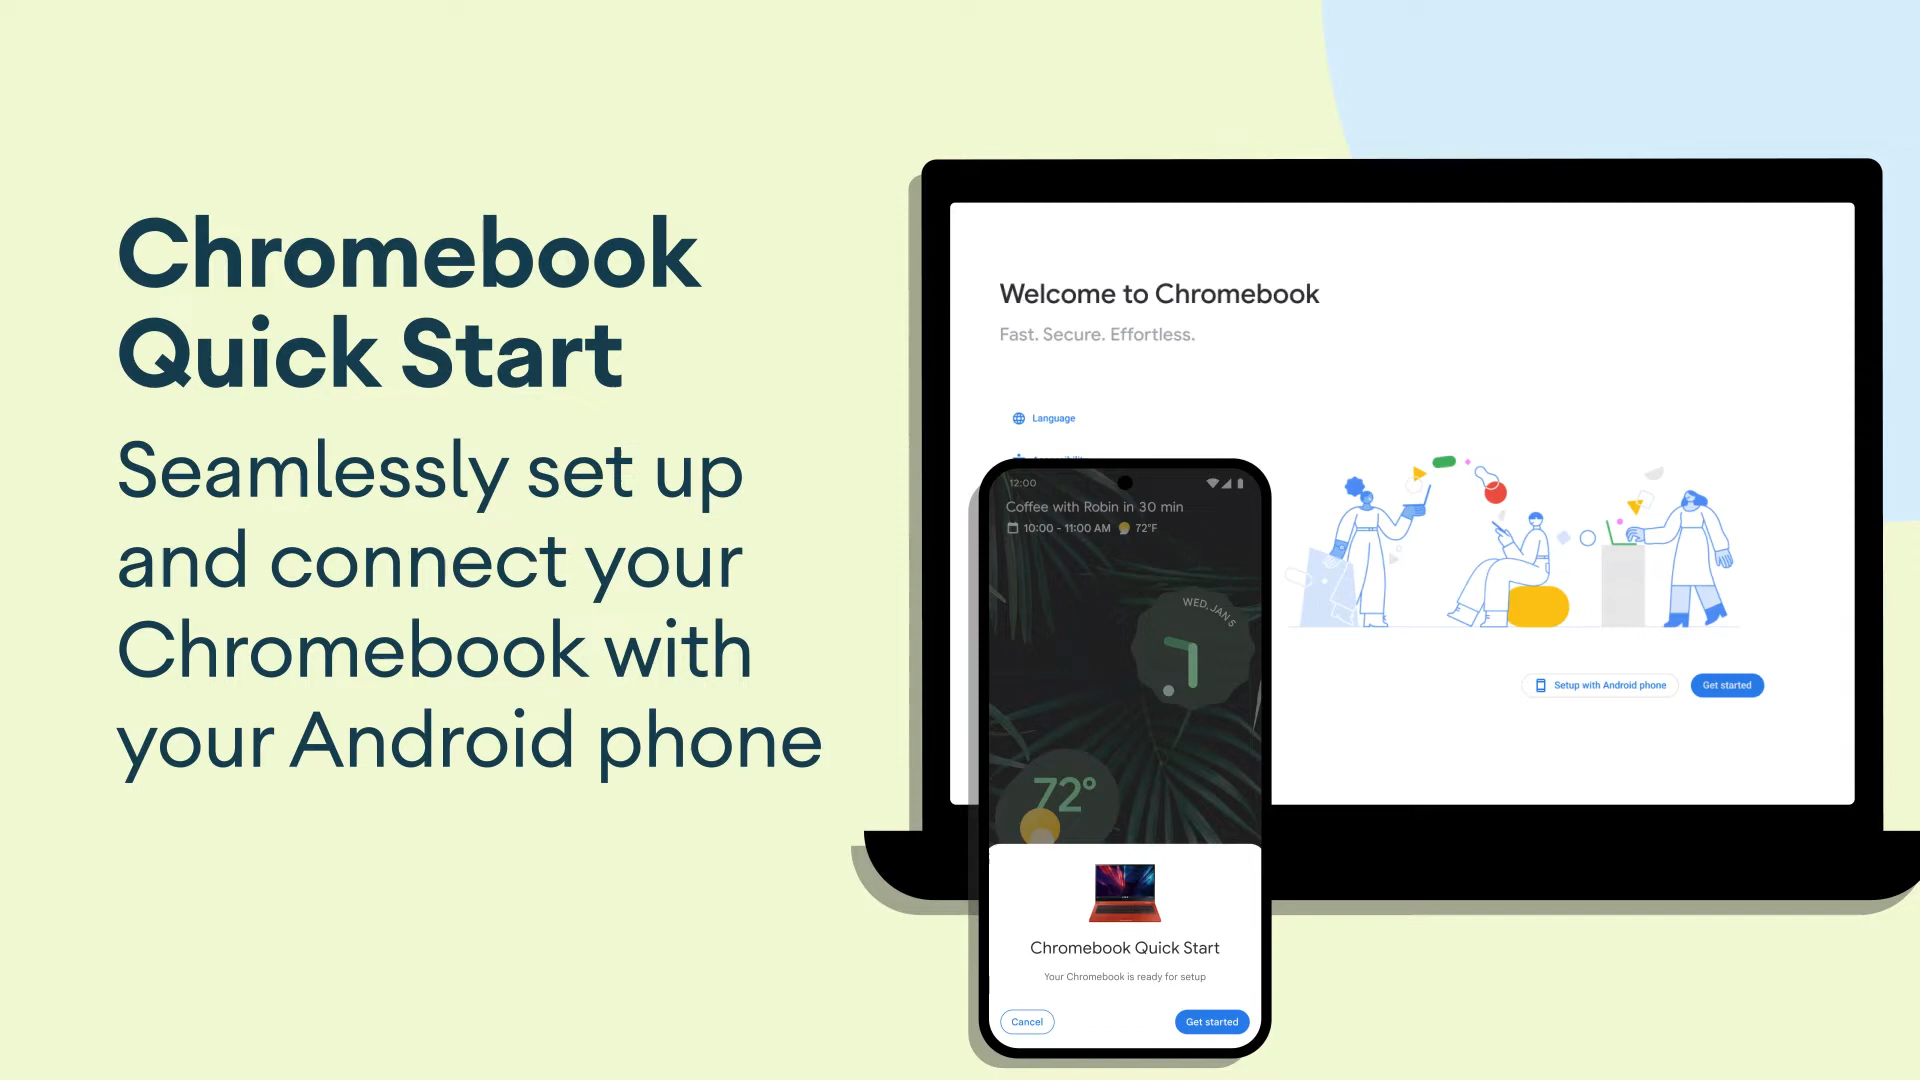 Chromebook
Quick Start
Seamlessly set up
and connect your
Chromebook with
your Android phone
Welcome to Chromebook
Fast. Secure. Effortless.
Language
Setup with Android phone
Get started
12:00
Coffee with Robin in 30 min
10:00 - 11:00 AM 72°F
WED, JAN 5
72°
Chromebook Quick Start
Your Chromebook is ready for setup
Cancel
Get started